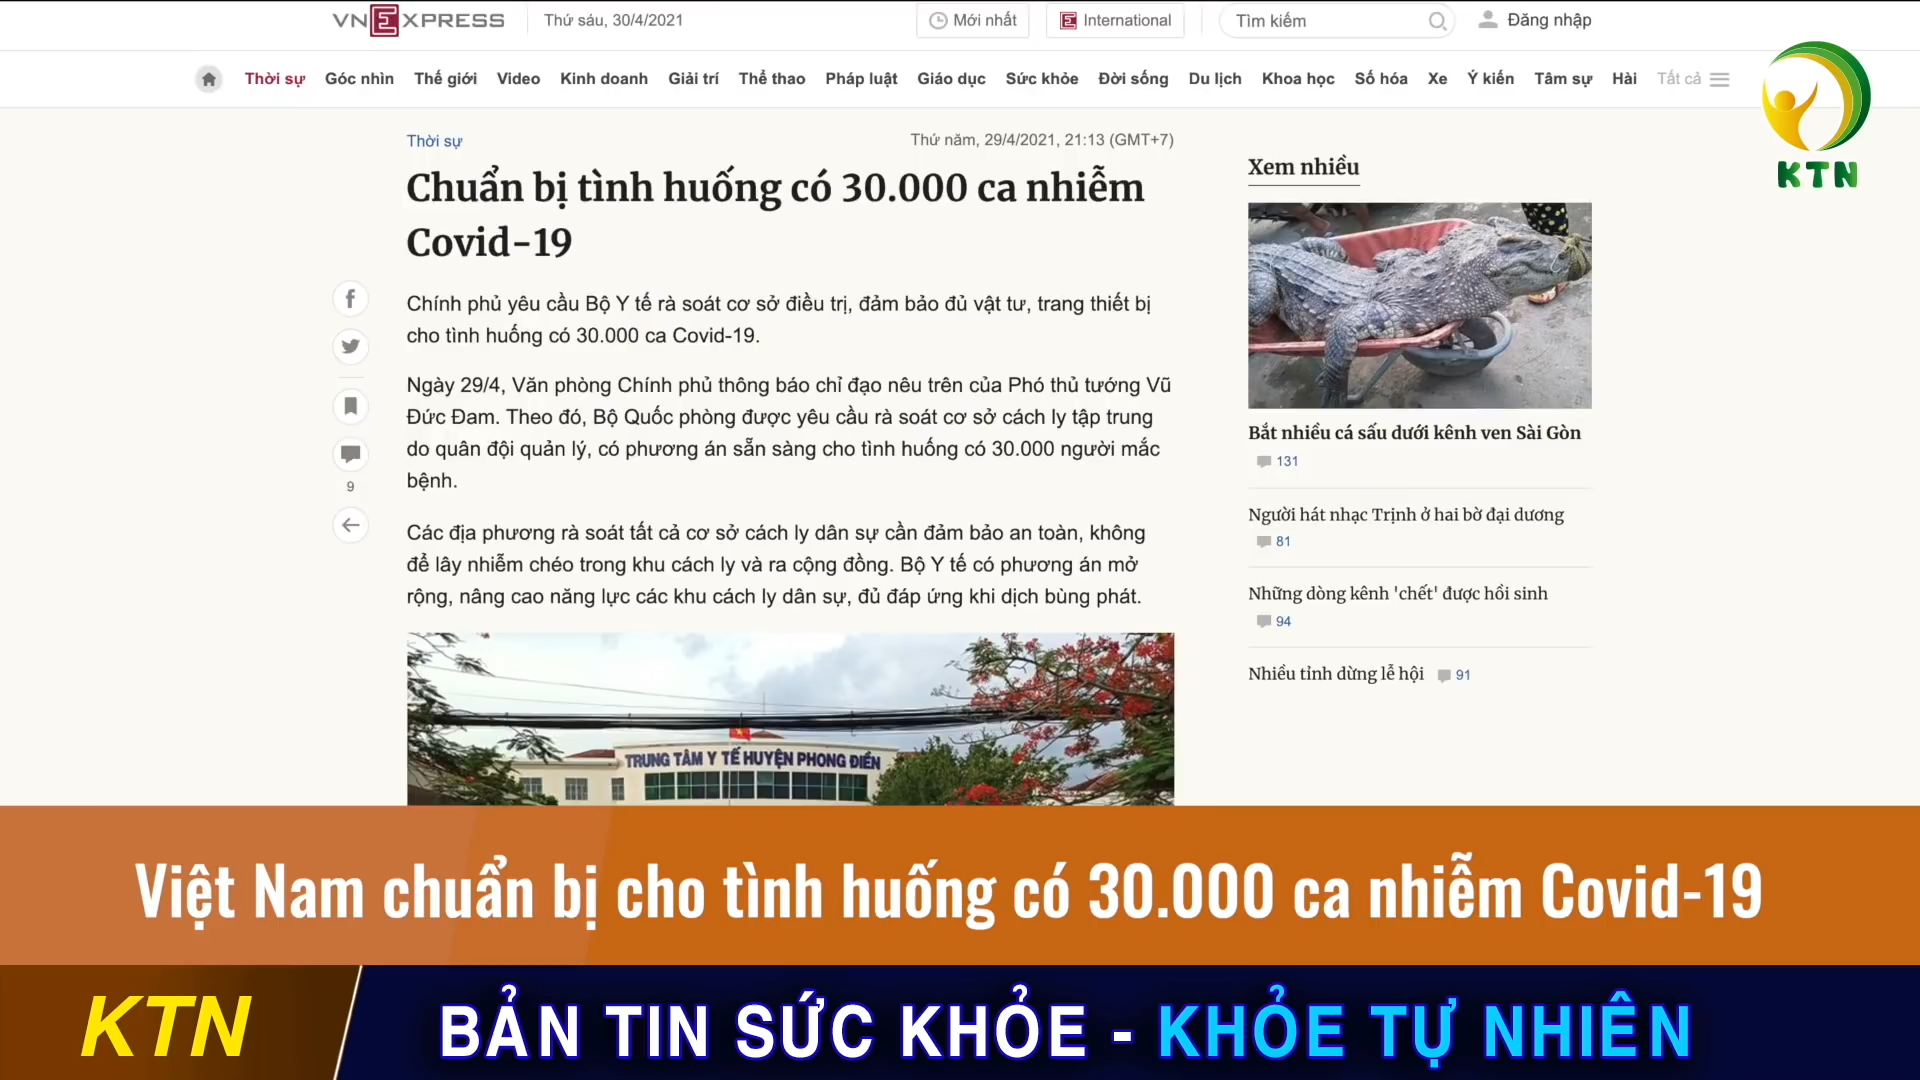 VNEXPRESS
Thứ sáu, 30/4/2021
Mới nhất
E International
Tìm kiếm
Đăng nhập
Thời sự Góc nhìn Thế giới Video Kinh doanh Giải trí Thể thao Pháp luật Giáo dục Sức khỏe Đời sống Du lịch Khoa học Số hóa Xe Ý kiến Tâm sự Hài Tất cả
KTN
Thời sự
Thứ năm, 29/4/2021, 21:13 (GMT+7)
Chuẩn bị tình huống có 30.000 ca nhiễm
Covid-19
Chính phủ yêu cầu Bộ Y tế rà soát cơ sở điều trị, đảm bảo đủ vật tư, trang thiết bị
cho tình huống có 30.000 ca Covid-19.
Ngày 29/4, Văn phòng Chính phủ thông báo chỉ đạo nêu trên của Phó thủ tướng Vũ
Đức Đam. Theo đó, Bộ Quốc phòng được yêu cầu rà soát cơ sở cách ly tập trung
do quân đội quản lý, có phương án sẵn sàng cho tình huống có 30.000 người mắc
bệnh.
9
Các địa phương rà soát tất cả cơ sở cách ly dân sự cần đảm bảo an toàn, không
để lây nhiễm chéo trong khu cách ly và ra cộng đồng. Bộ Y tế có phương án mở
rộng, nâng cao năng lực các khu cách ly dân sự, đủ đáp ứng khi dịch bùng phát.
TRUNG TÂM Y TẾ HUYỆN PHONG ĐIỀN
Xem nhiều
Bắt nhiều cá sấu dưới kênh ven Sài Gòn
131
Người hát nhạc Trịnh ở hai bờ đại dương
81
Những dòng kênh 'chết' được hồi sinh
94
Nhiều tỉnh dừng lễ hội 91
Việt Nam chuẩn bị cho tình huống có 30.000 ca nhiễm Covid-19
KTN
BẢN TIN SỨC KHỎE - KHỎE TỰ NHIÊN